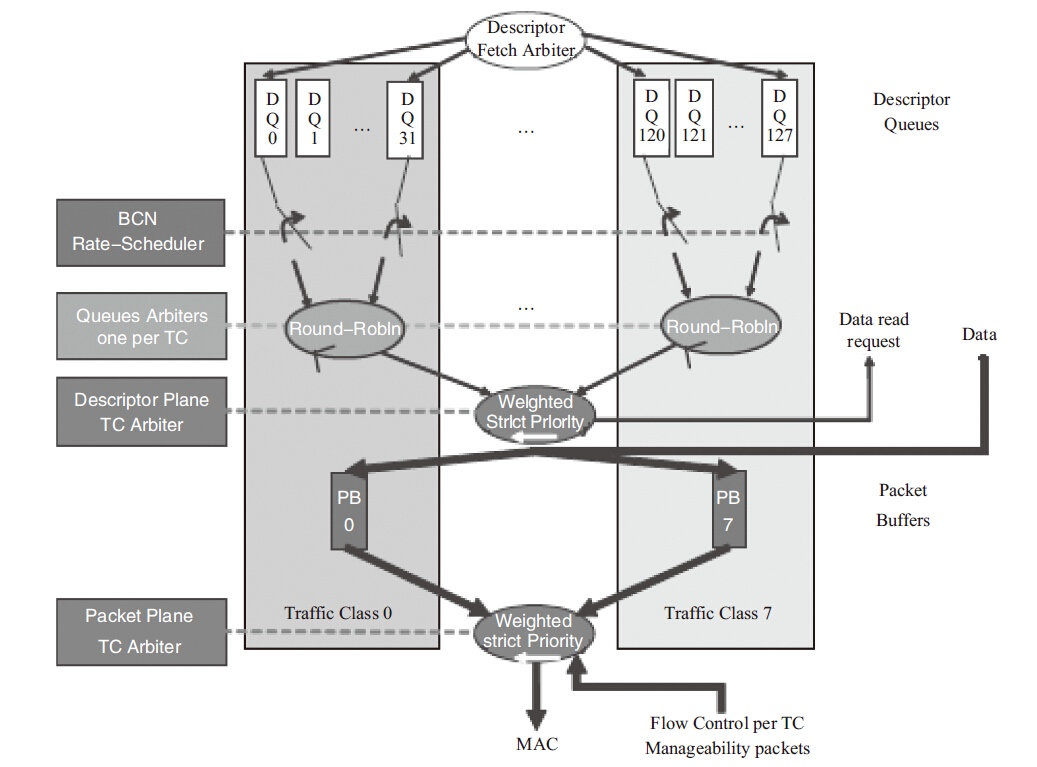 Descriptor
Fetch Arbiter
D
Q
0
D
Q
1
...
D
Q
31
...
D
Q
120
D
Q
121
...
D
Q
127
Descriptor
Queues
BCN
Rate–Scheduler
Queues Arbiters
one per TC
Round–RobIn
...
Round–RobIn
Data read
request
Data
Descriptor Plane
TC Arbiter
Weighted
StrIct PrIorIty
PB
0
PB
7
Packet
Buffers
Packet Plane
TC Arbiter
Traffic Class 0
Weighted
strict Priority
Traffic Class 7
MAC
Flow Control per TC
Manageability packets